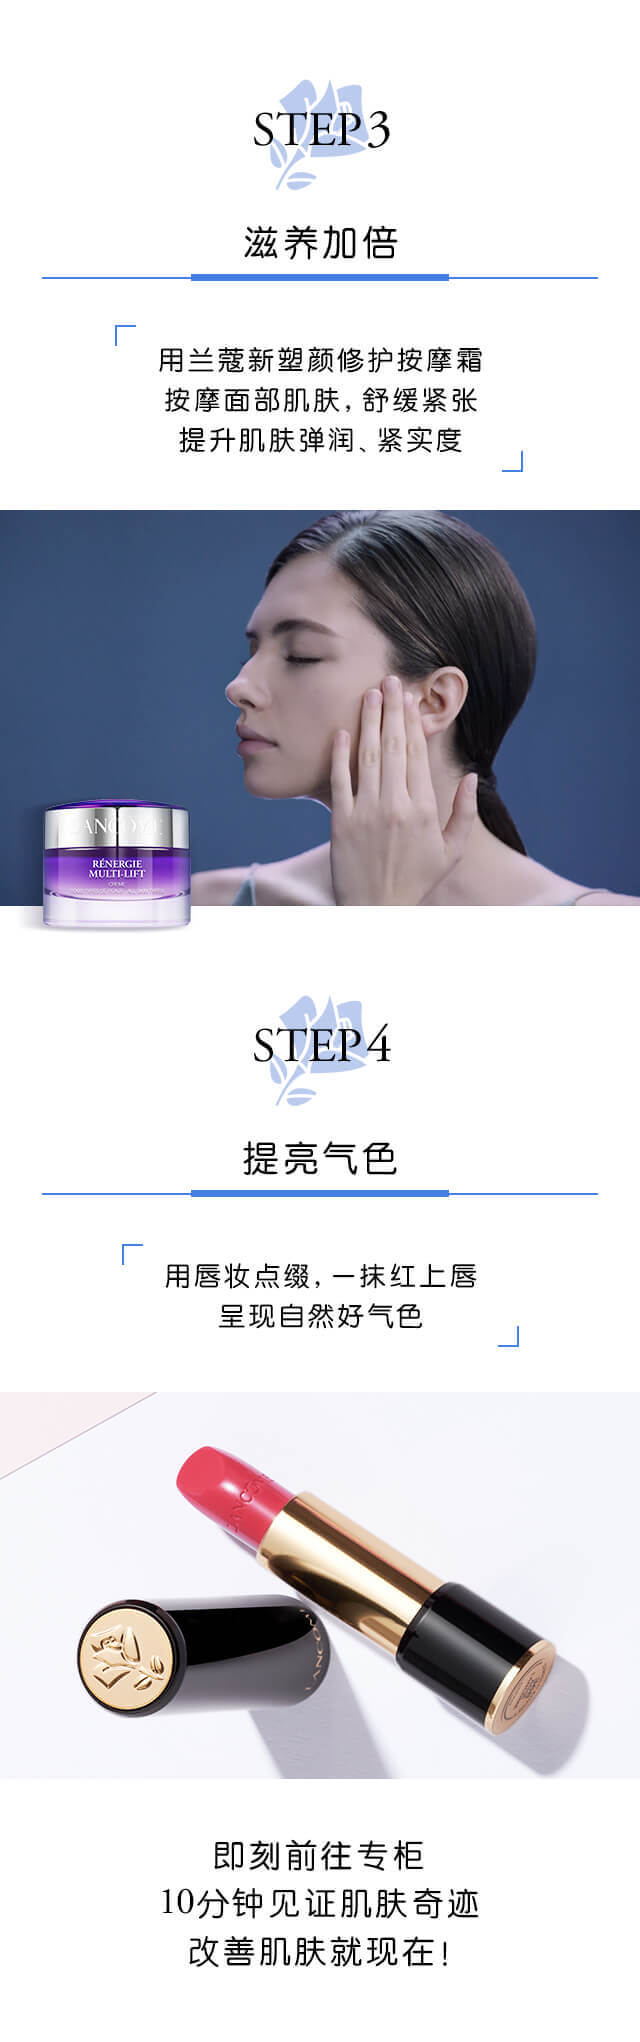 STEP3
滋养加倍
用兰蔻新塑颜修护按摩霜
按摩面部肌肤，舒缓紧张
提升肌肤弹润、紧实度
LANCÔME
RÉNERGIE
MULTI-LIFT
CRÈME
STEP4
提亮气色
用唇妆点缀，一抹红上唇
呈现自然好气色
LANCÔME
LANCÔME
即刻前往专柜
10分钟见证肌肤奇迹
改善肌肤就现在！